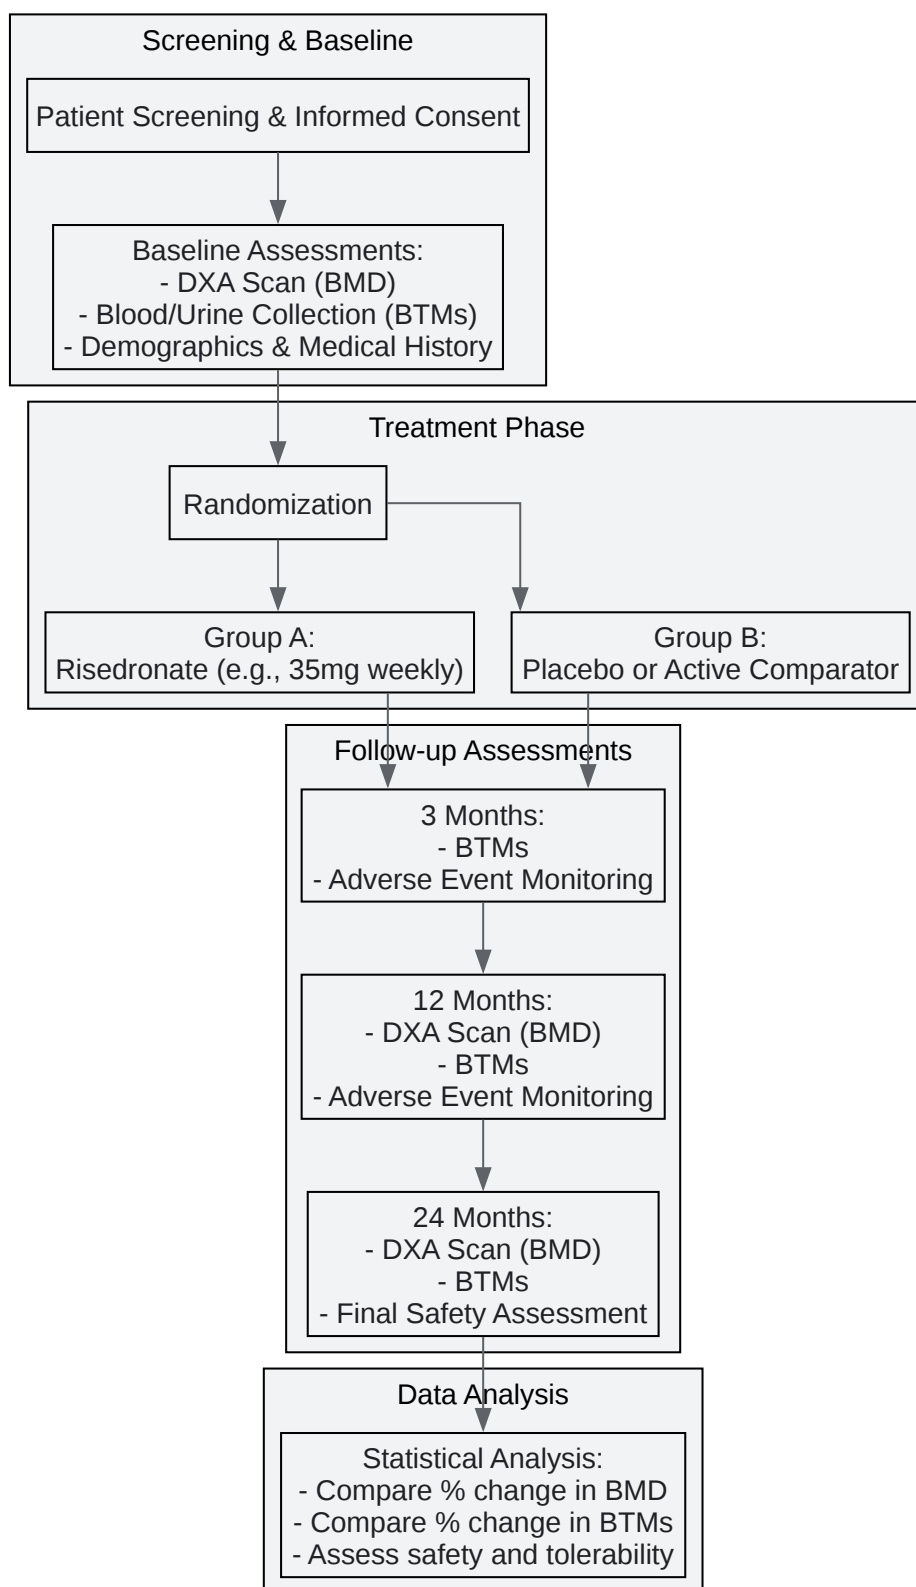 Screening & Baseline
Patient Screening & Informed Consent
Baseline Assessments:
- DXA Scan (BMD)
- Blood/Urine Collection (BTMs)
- Demographics & Medical History
Treatment Phase
Randomization
Group A:
Risedronate (e.g., 35mg weekly)
Group B:
Placebo or Active Comparator
Follow-up Assessments
3 Months:
- BTMs
- Adverse Event Monitoring
12 Months:
- DXA Scan (BMD)
- BTMs
- Adverse Event Monitoring
24 Months:
- DXA Scan (BMD)
- BTMs
- Final Safety Assessment
Data Analysis
Statistical Analysis:
- Compare % change in BMD
- Compare % change in BTMs
- Assess safety and tolerability